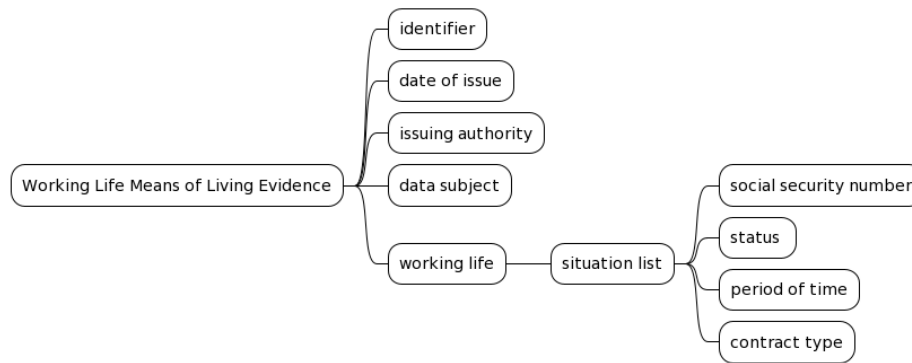 identifier
date of issue
issuing authority
Working Life Means of Living Evidence
data subject
working life
situation list
social security number
status
period of time
contract type